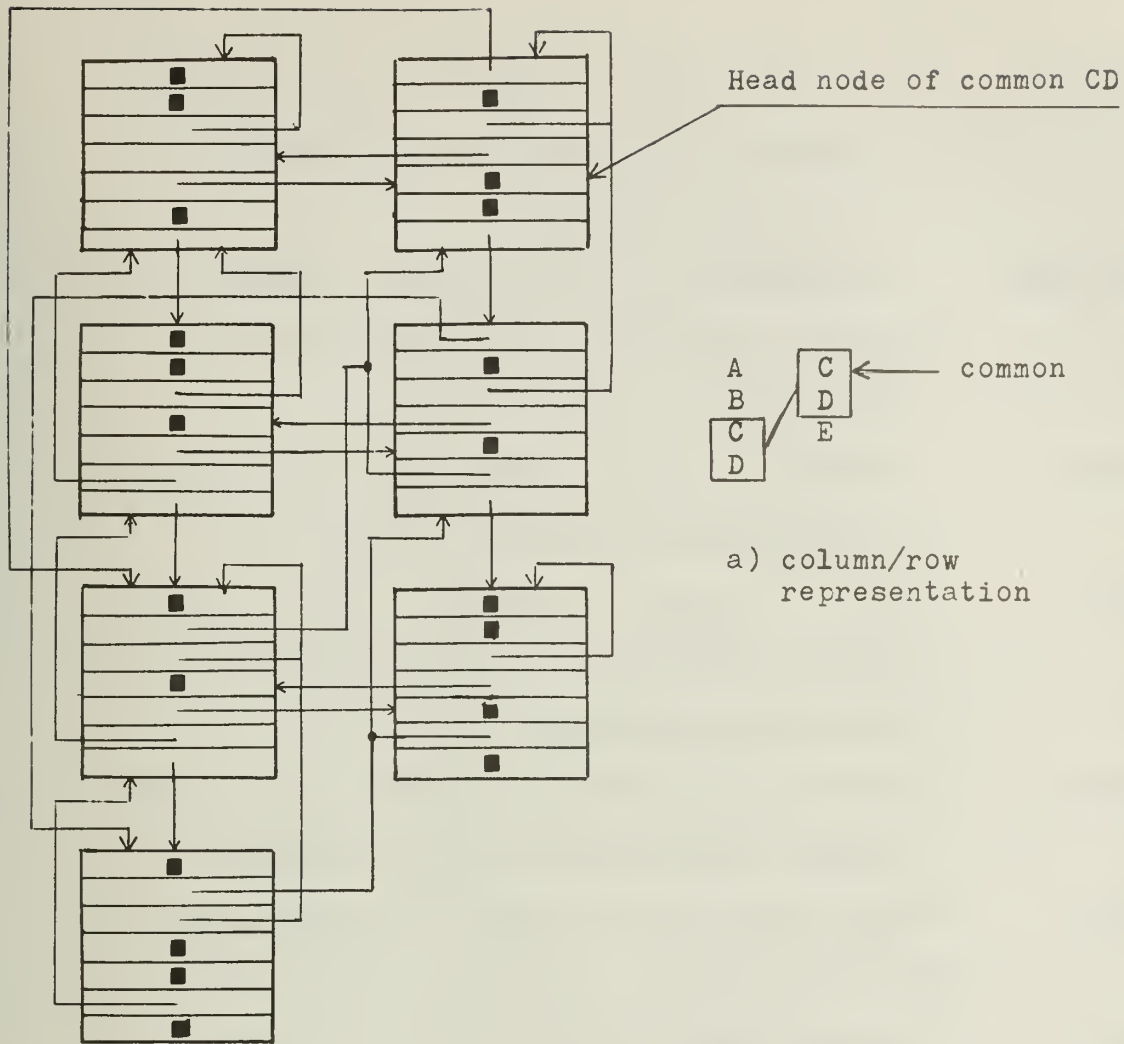 Head node of common CD
A C common
B D
C E
D
a) column/row
representation